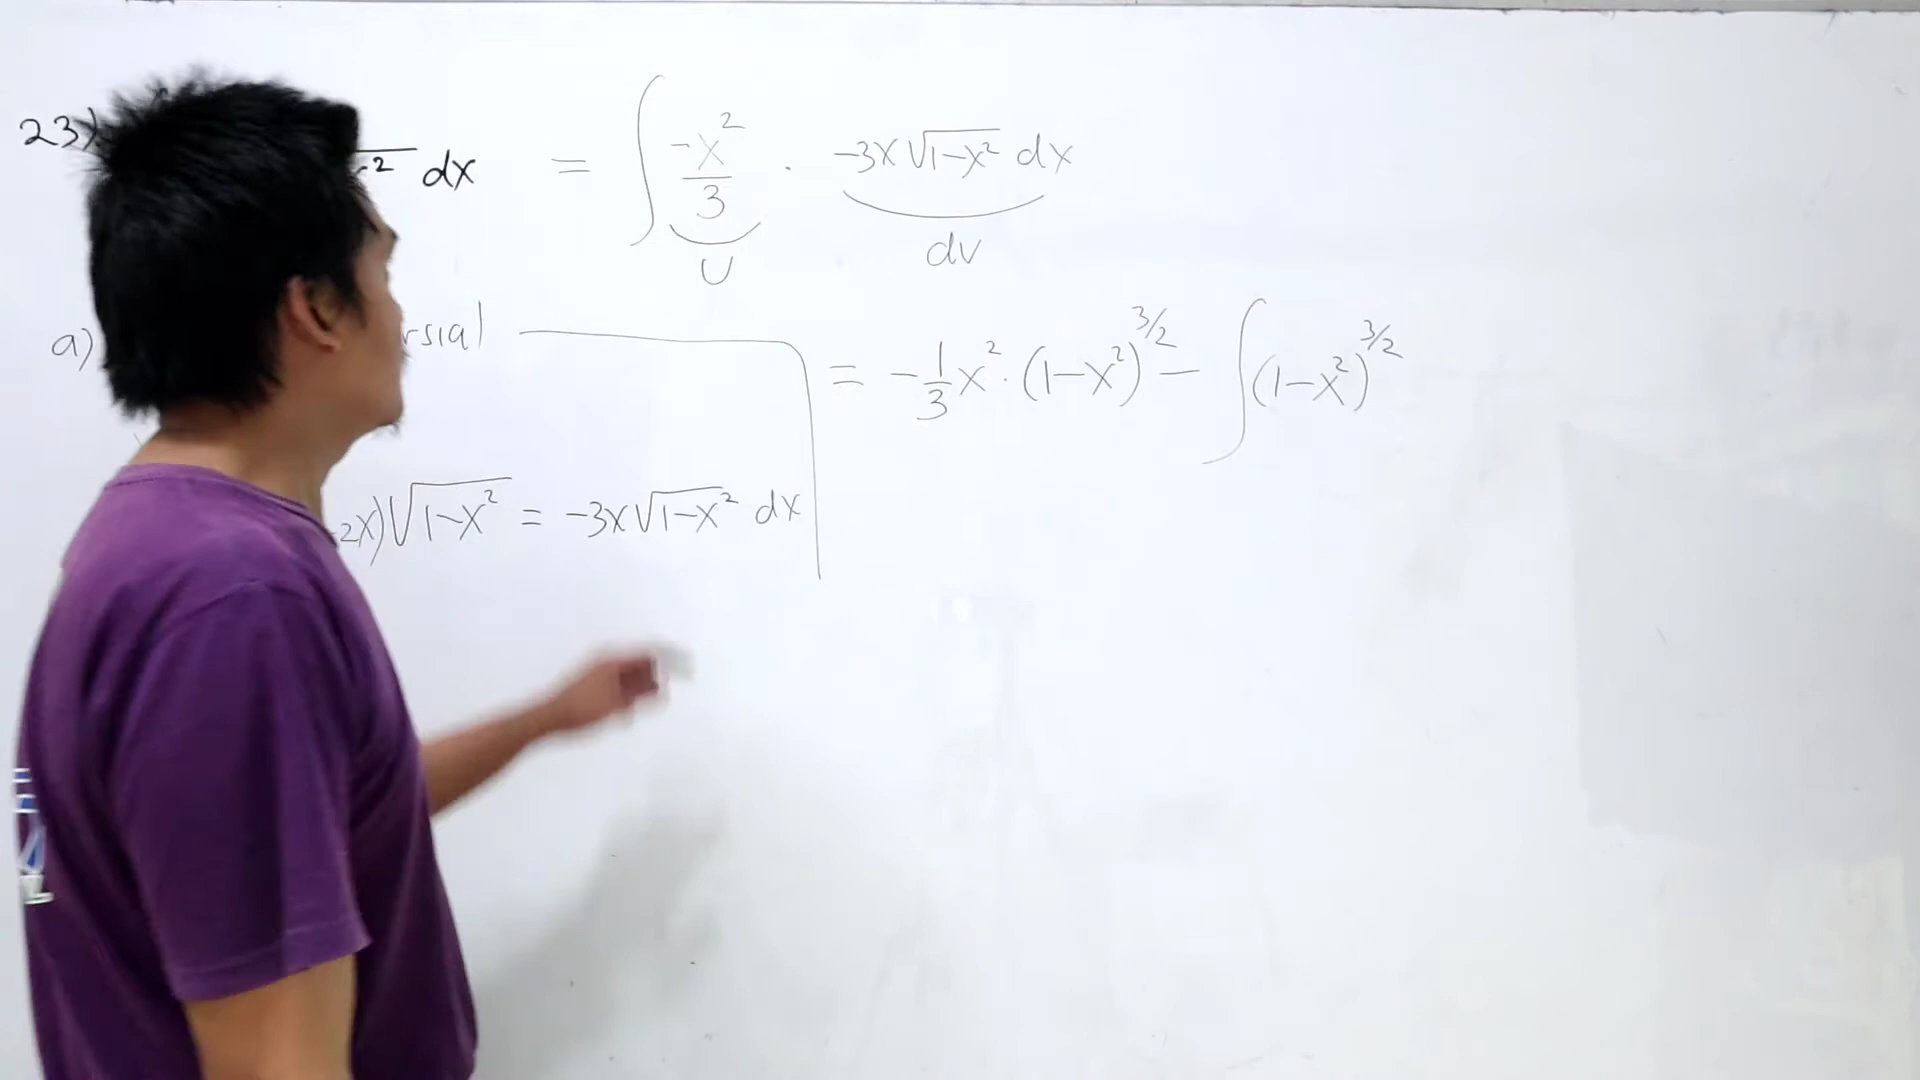 23) √ ² dx = ∫ -x²/3 · -3x√(1-x²) dx
U dv
a) rsial
= -1/3 x² · (1-x²)^3/2 - ∫ (1-x²)^3/2
2x)√(1-x²) = -3x√(1-x²) dx